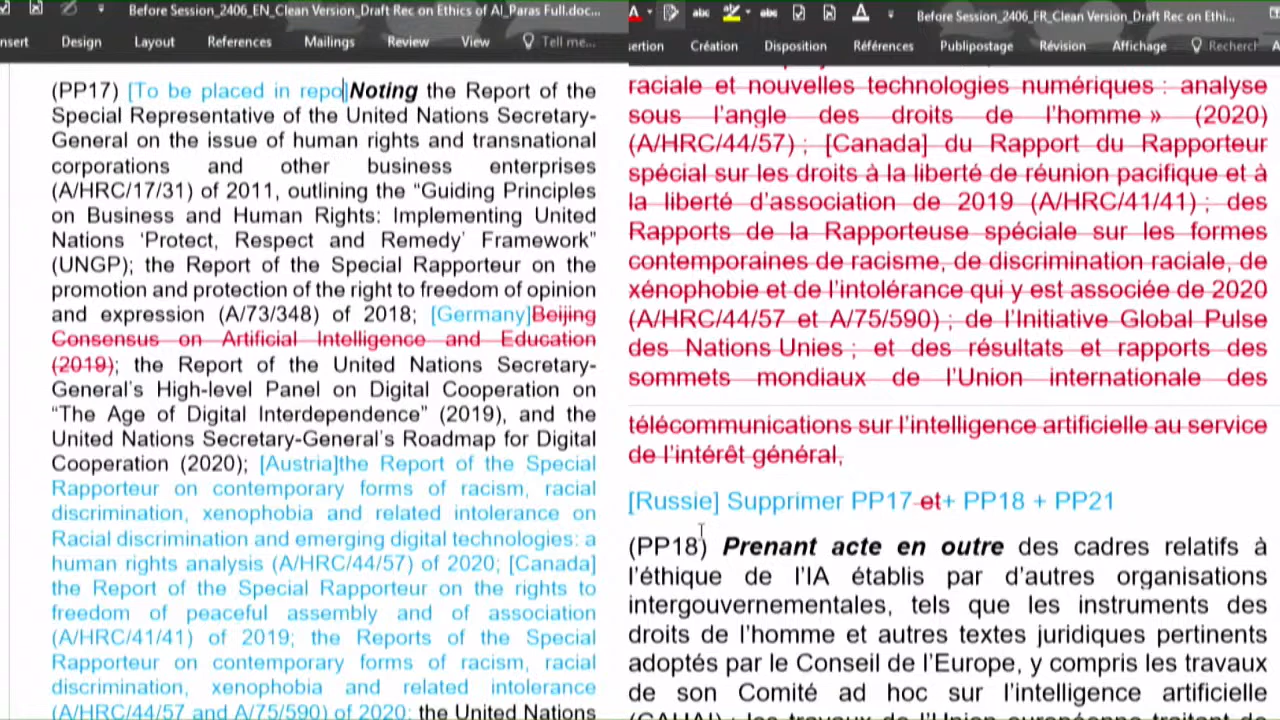 Before Session_2406_EN_Clean Version_Draft Rec on Ethics of AI_Paras Full.doc...
nsert Design Layout References Mailings Review View Tell me...
(PP17) [To be placed in repo|Noting the Report of the
Special Representative of the United Nations Secretary-
General on the issue of human rights and transnational
corporations and other business enterprises
(A/HRC/17/31) of 2011, outlining the “Guiding Principles
on Business and Human Rights: Implementing United
Nations ‘Protect, Respect and Remedy’ Framework”
(UNGP); the Report of the Special Rapporteur on the
promotion and protection of the right to freedom of opinion
and expression (A/73/348) of 2018; [Germany]Beijing
Consensus on Artificial Intelligence and Education
(2019); the Report of the United Nations Secretary-
General’s High-level Panel on Digital Cooperation on
“The Age of Digital Interdependence” (2019), and the
United Nations Secretary-General’s Roadmap for Digital
Cooperation (2020); [Austria]the Report of the Special
Rapporteur on contemporary forms of racism, racial
discrimination, xenophobia and related intolerance on
Racial discrimination and emerging digital technologies: a
human rights analysis (A/HRC/44/57) of 2020; [Canada]
the Report of the Special Rapporteur on the rights to
freedom of peaceful assembly and of association
(A/HRC/41/41) of 2019; the Reports of the Special
Rapporteur on contemporary forms of racism, racial
discrimination, xenophobia and related intolerance
(A/HRC/44/57 and A/75/590) of 2020; the United Nations
Before Session_2406_FR_Clean Version_Draft Rec on Ethi...
sertion Création Disposition Références Publipostage Révision Affichage Recherc
raciale et nouvelles technologies numériques : analyse
sous l’angle des droits de l’homme » (2020)
(A/HRC/44/57) ; [Canada] du Rapport du Rapporteur
spécial sur les droits à la liberté de réunion pacifique et à
la liberté d’association de 2019 (A/HRC/41/41) ; des
Rapports de la Rapporteuse spéciale sur les formes
contemporaines de racisme, de discrimination raciale, de
xénophobie et de l’intolérance qui y est associée de 2020
(A/HRC/44/57 et A/75/590) ; de l’Initiative Global Pulse
des Nations Unies ; et des résultats et rapports des
sommets mondiaux de l’Union internationale des
télécommunications sur l’intelligence artificielle au service
de l’intérêt général,
[Russie] Supprimer PP17 et+ PP18 + PP21
(PP18) Prenant acte en outre des cadres relatifs à
l’éthique de l’IA établis par d’autres organisations
intergouvernementales, tels que les instruments des
droits de l’homme et autres textes juridiques pertinents
adoptés par le Conseil de l’Europe, y compris les travaux
de son Comité ad hoc sur l’intelligence artificielle
(CAHAI) ; les travaux de l’Union européenne traitant de